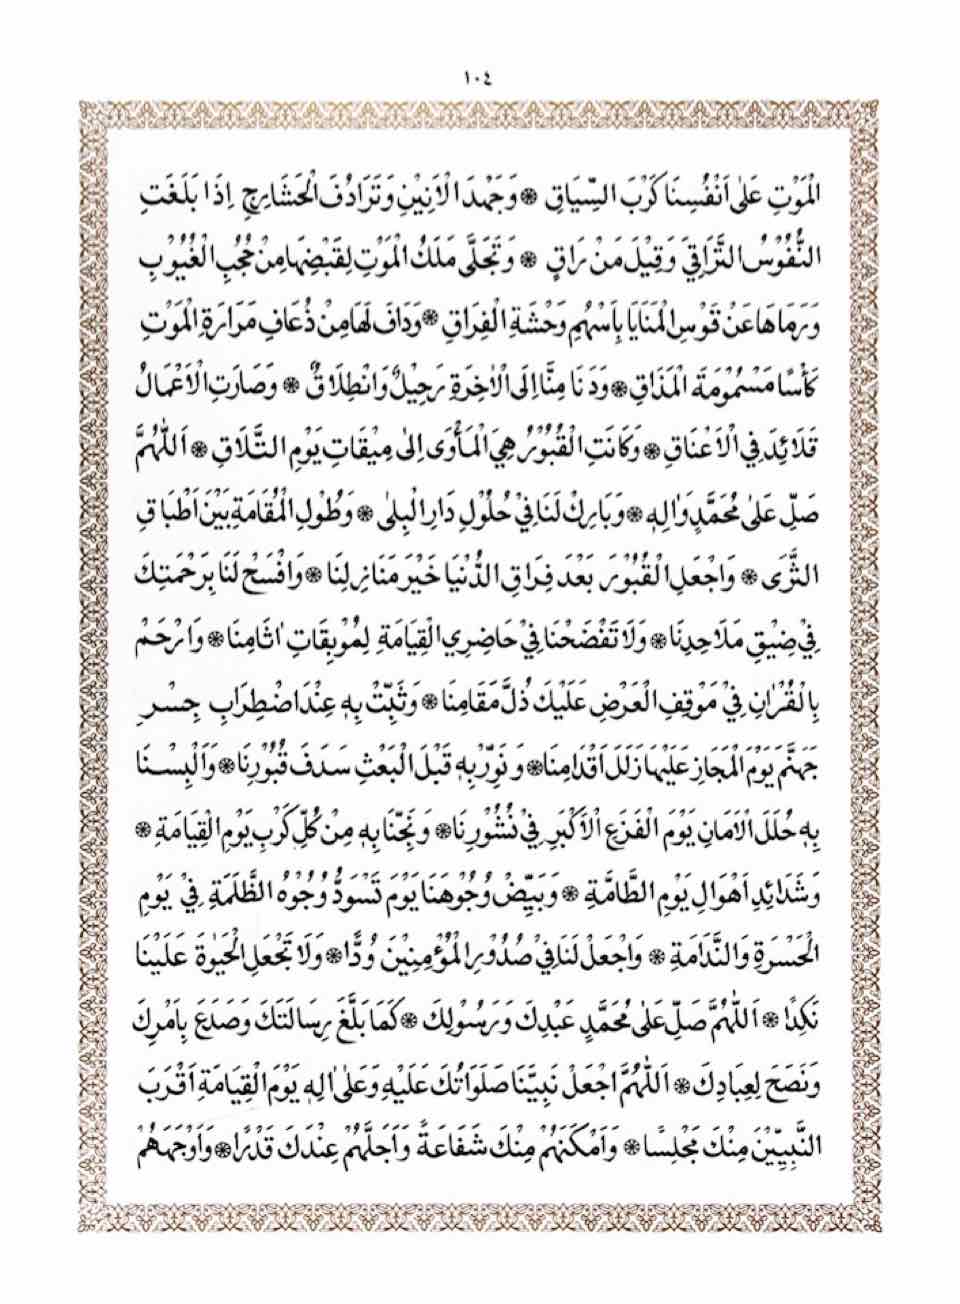 ١٠٤
الْمَوْتِ عَلٰى اَنْفُسِنَا كَرْبَ السِّيَاقِ ❋ وَجَهْدَ الْاَنِيْنِ وَتَرَادُفَ الْحَشَارِجِ اِذَا بَلَغَتِ
النُّفُوْسُ التَّرَاقِيَ وَقِيْلَ مَنْ رَاقٍ ❋ وَتَجَلّٰى مَلَكُ الْمَوْتِ لِقَبْضِهَا مِنْ حُجُبِ الْغُيُوْبِ
وَرَمَاهَا عَنْ قَوْسِ الْمَنَايَا بِاَسْهُمِ وَحْشَةِ الْفِرَاقِ ❋ وَدَافَ لَهَا مِنْ ذُعَافِ مَرَارَةِ الْمَوْتِ
كَأْسًا مَسْمُوْمَةَ الْمَذَاقِ ❋ وَدَنَا مِنَّا اِلَى الْاٰخِرَةِ رَحِيْلٌ وَانْطِلَاقٌ ❋ وَصَارَتِ الْاَعْمَالُ
قَلَائِدَ فِي الْاَعْنَاقِ ❋ وَكَانَتِ الْقُبُوْرُ هِيَ الْمَأْوٰى اِلٰى مِيْقَاتِ يَوْمِ التَّلَاقِ ❋ اَللّٰهُمَّ
صَلِّ عَلٰى مُحَمَّدٍ وَاٰلِهٖ ❋ وَبَارِكْ لَنَا فِيْ حُلُوْلِ دَارِ الْبِلٰى ❋ وَطُوْلِ الْمُقَامَةِ بَيْنَ اَطْبَاقِ
الثَّرٰى ❋ وَاجْعَلِ الْقُبُوْرَ بَعْدَ فِرَاقِ الدُّنْيَا خَيْرَ مَنَازِلِنَا ❋ وَافْسَحْ لَنَا بِرَحْمَتِكَ
فِيْ ضِيْقِ مَلَاحِدِنَا ❋ وَلَا تَفْضَحْنَا فِيْ حَاضِرِي الْقِيَامَةِ لِمُوْبِقَاتِ اٰثَامِنَا ❋ وَارْحَمْ
بِالْقُرْاٰنِ فِيْ مَوْقِفِ الْعَرْضِ عَلَيْكَ ذُلَّ مَقَامِنَا ❋ وَثَبِّتْ بِهٖ عِنْدَ اضْطِرَابِ جِسْرِ
جَهَنَّمَ يَوْمَ الْمَجَازِ عَلَيْهَا زَلَلَ اَقْدَامِنَا ❋ وَنَوِّرْ بِهٖ قَبْلَ الْبَعْثِ سَدَفَ قُبُوْرِنَا ❋ وَاَلْبِسْنَا
بِهٖ حُلَلَ الْاَمَانِ يَوْمَ الْفَزَعِ الْاَكْبَرِ فِيْ نُشُوْرِنَا ❋ وَنَجِّنَا بِهٖ مِنْ كُلِّ كَرْبِ يَوْمِ الْقِيَامَةِ ❋
وَشَدَائِدِ اَهْوَالِ يَوْمِ الطَّامَّةِ ❋ وَبَيِّضْ وُجُوْهَنَا يَوْمَ تَسْوَدُّ وُجُوْهُ الظَّلَمَةِ فِيْ يَوْمِ
الْحَسْرَةِ وَالنَّدَامَةِ ❋ وَاجْعَلْ لَنَا فِيْ صُدُوْرِ الْمُؤْمِنِيْنَ وُدًّا ❋ وَلَا تَجْعَلِ الْحَيٰوةَ عَلَيْنَا
نَكِدًا ❋ اَللّٰهُمَّ صَلِّ عَلٰى مُحَمَّدٍ عَبْدِكَ وَرَسُوْلِكَ ❋ كَمَا بَلَّغَ رِسَالَتَكَ وَصَدَعَ بِاَمْرِكَ
وَنَصَحَ لِعِبَادِكَ ❋ اَللّٰهُمَّ اجْعَلْ نَبِيَّنَا صَلَوَاتُكَ عَلَيْهِ وَعَلٰى اٰلِهٖ يَوْمَ الْقِيَامَةِ اَقْرَبَ
النَّبِيِّيْنَ مِنْكَ مَجْلِسًا ❋ وَاَمْكَنَهُمْ مِنْكَ شَفَاعَةً وَاَجَلَّهُمْ عِنْدَكَ قَدْرًا ❋ وَاَوْجَهَهُمْ